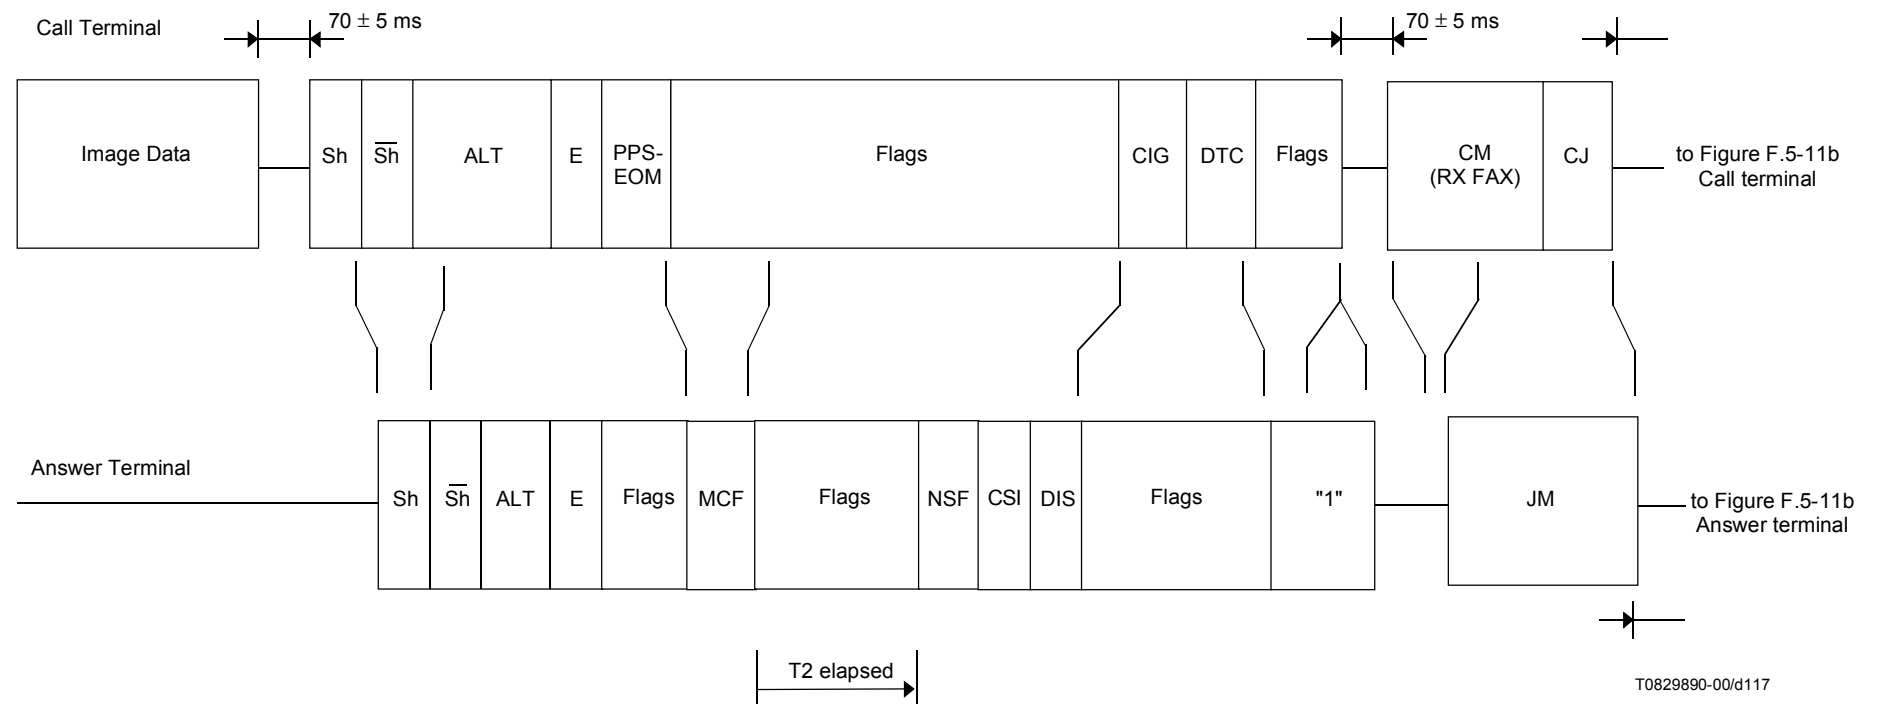 Call Terminal
70 ± 5 ms
70 ± 5 ms
Image Data
Sh
S̅h̅
ALT
E
PPS-
EOM
Flags
CIG
DTC
Flags
CM
(RX FAX)
CJ
to Figure F.5-11b
Call terminal
Answer Terminal
Sh
S̅h̅
ALT
E
Flags
MCF
Flags
NSF
CSI
DIS
Flags
"1"
JM
to Figure F.5-11b
Answer terminal
T2 elapsed
T0829890-00/d117